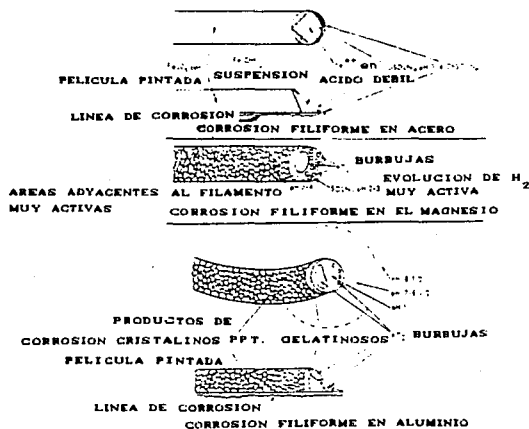 PELICULA PINTADA SUSPENSION ACIDO DEBIL
LINEA DE CORROSION
CORROSION FILIFORME EN ACERO
BURBUJAS
EVOLUCION DE H2
AREAS ADYACENTES AL FILAMENTO MUY ACTIVA
MUY ACTIVAS CORROSION FILIFORME EN EL MAGNESIO
PRODUCTOS DE
CORROSION CRISTALINOS PPT. GELATINOSOS BURBUJAS
PELICULA PINTADA
LINEA DE CORROSION
CORROSION FILIFORME EN ALUMINIO